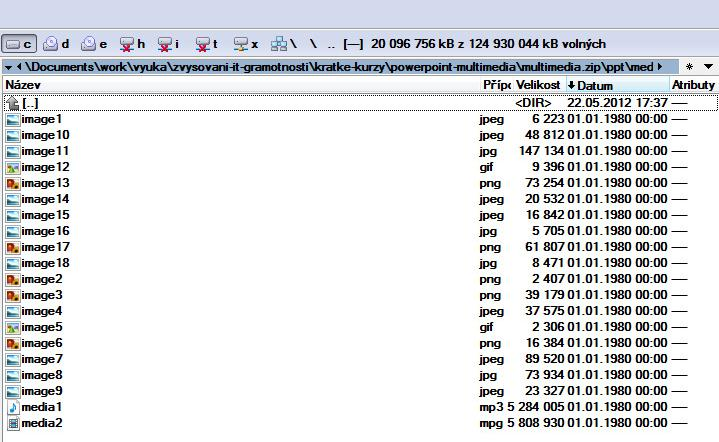 c d e h i t x \ \ .. [—] 20 096 756 kB z 124 930 044 kB volných
\Documents\work\vyuka\zvysovani-it-gramotnosti\kratke-kurzy\powerpoint-multimedia\multimedia.zip\ppt\med * ▼
Název Přípo Velikost Datum Atributy
[..] <DIR> 22.05.2012 17:37 —
image1 jpeg 6 223 01.01.1980 00:00 —
image10 jpeg 48 812 01.01.1980 00:00 —
image11 jpg 147 134 01.01.1980 00:00 —
image12 gif 9 396 01.01.1980 00:00 —
image13 png 73 254 01.01.1980 00:00 —
image14 jpeg 20 532 01.01.1980 00:00 —
image15 jpeg 16 842 01.01.1980 00:00 —
image16 jpg 5 705 01.01.1980 00:00 —
image17 png 61 807 01.01.1980 00:00 —
image18 jpg 8 471 01.01.1980 00:00 —
image2 png 2 407 01.01.1980 00:00 —
image3 png 39 179 01.01.1980 00:00 —
image4 jpeg 37 575 01.01.1980 00:00 —
image5 gif 2 306 01.01.1980 00:00 —
image6 png 16 384 01.01.1980 00:00 —
image7 jpeg 89 520 01.01.1980 00:00 —
image8 jpg 73 934 01.01.1980 00:00 —
image9 jpeg 23 327 01.01.1980 00:00 —
media1 mp3 5 284 005 01.01.1980 00:00 —
media2 mpg 5 808 930 01.01.1980 00:00 —